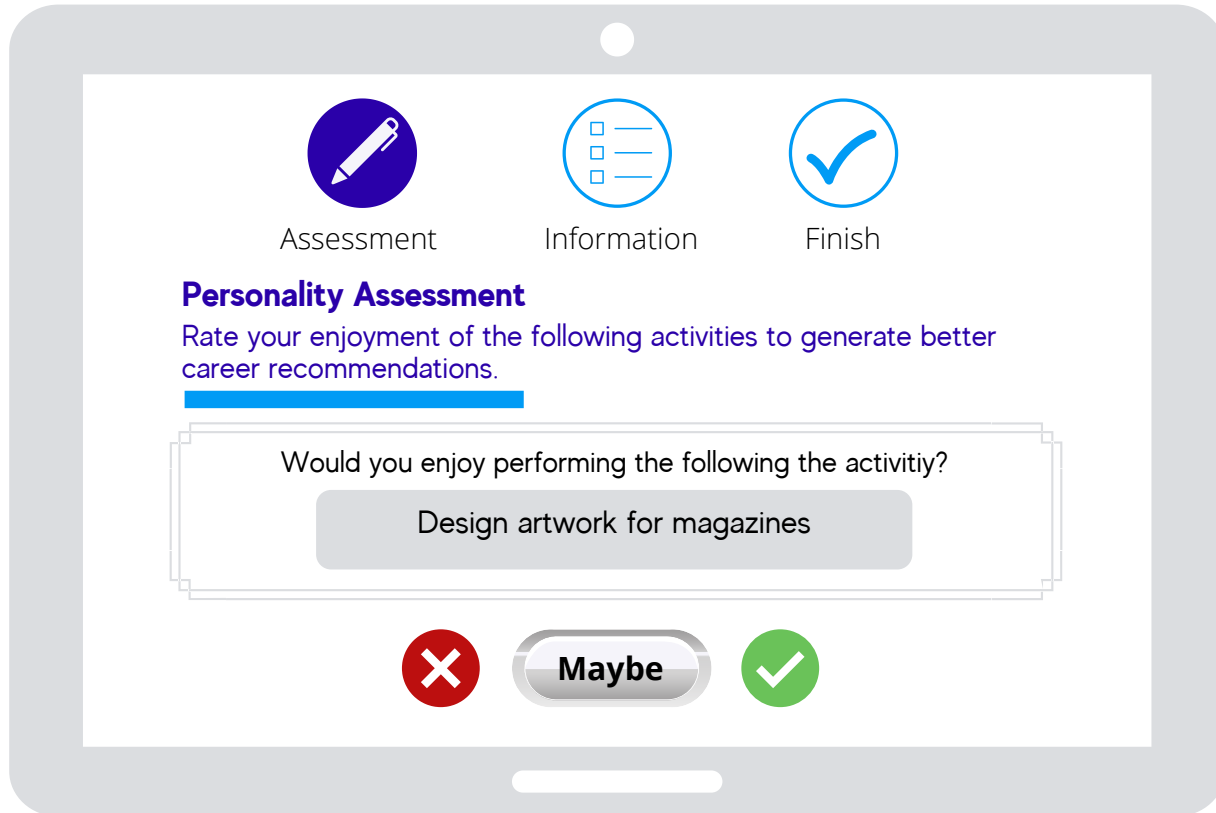 Assessment
Information
Finish
Personality Assessment
Rate your enjoyment of the following activities to generate better
career recommendations.
Would you enjoy performing the following the activitiy?
Design artwork for magazines
Maybe